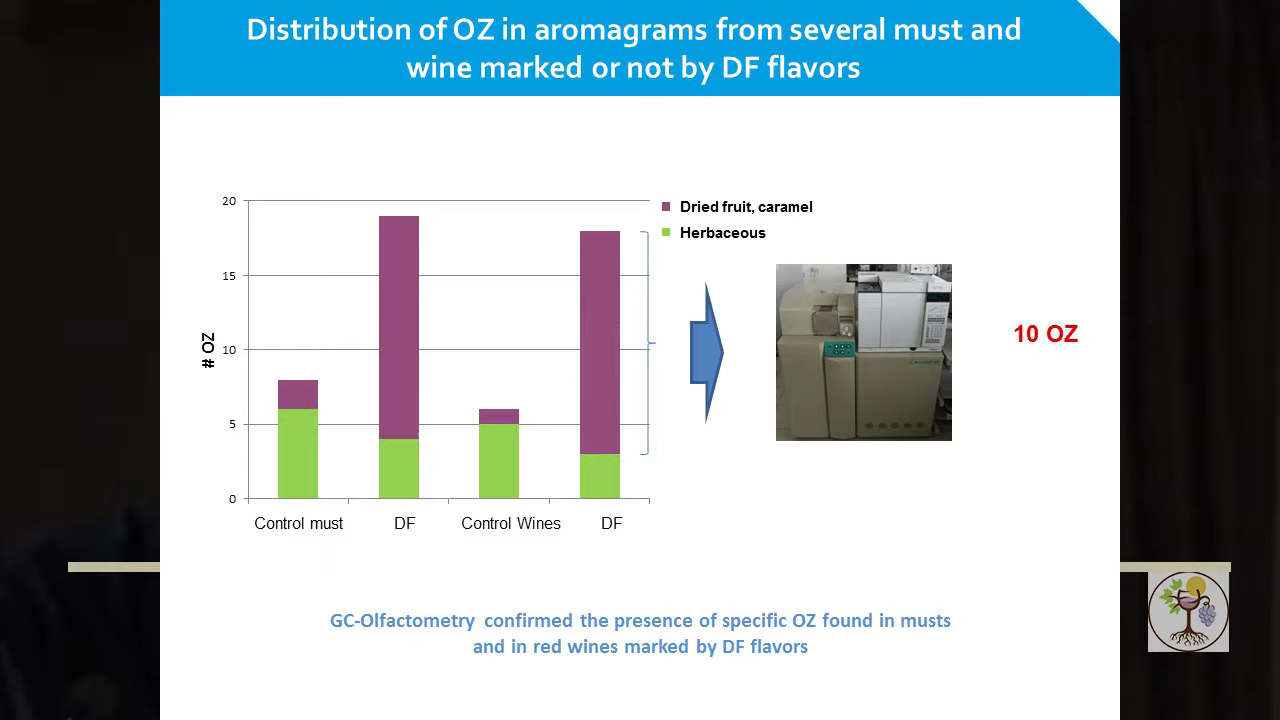 Distribution of OZ in aromagrams from several must and
wine marked or not by DF flavors
20
15
10
5
0
# OZ
Control must
DF
Control Wines
DF
Dried fruit, caramel
Herbaceous
10 OZ
GC-Olfactometry confirmed the presence of specific OZ found in musts
and in red wines marked by DF flavors